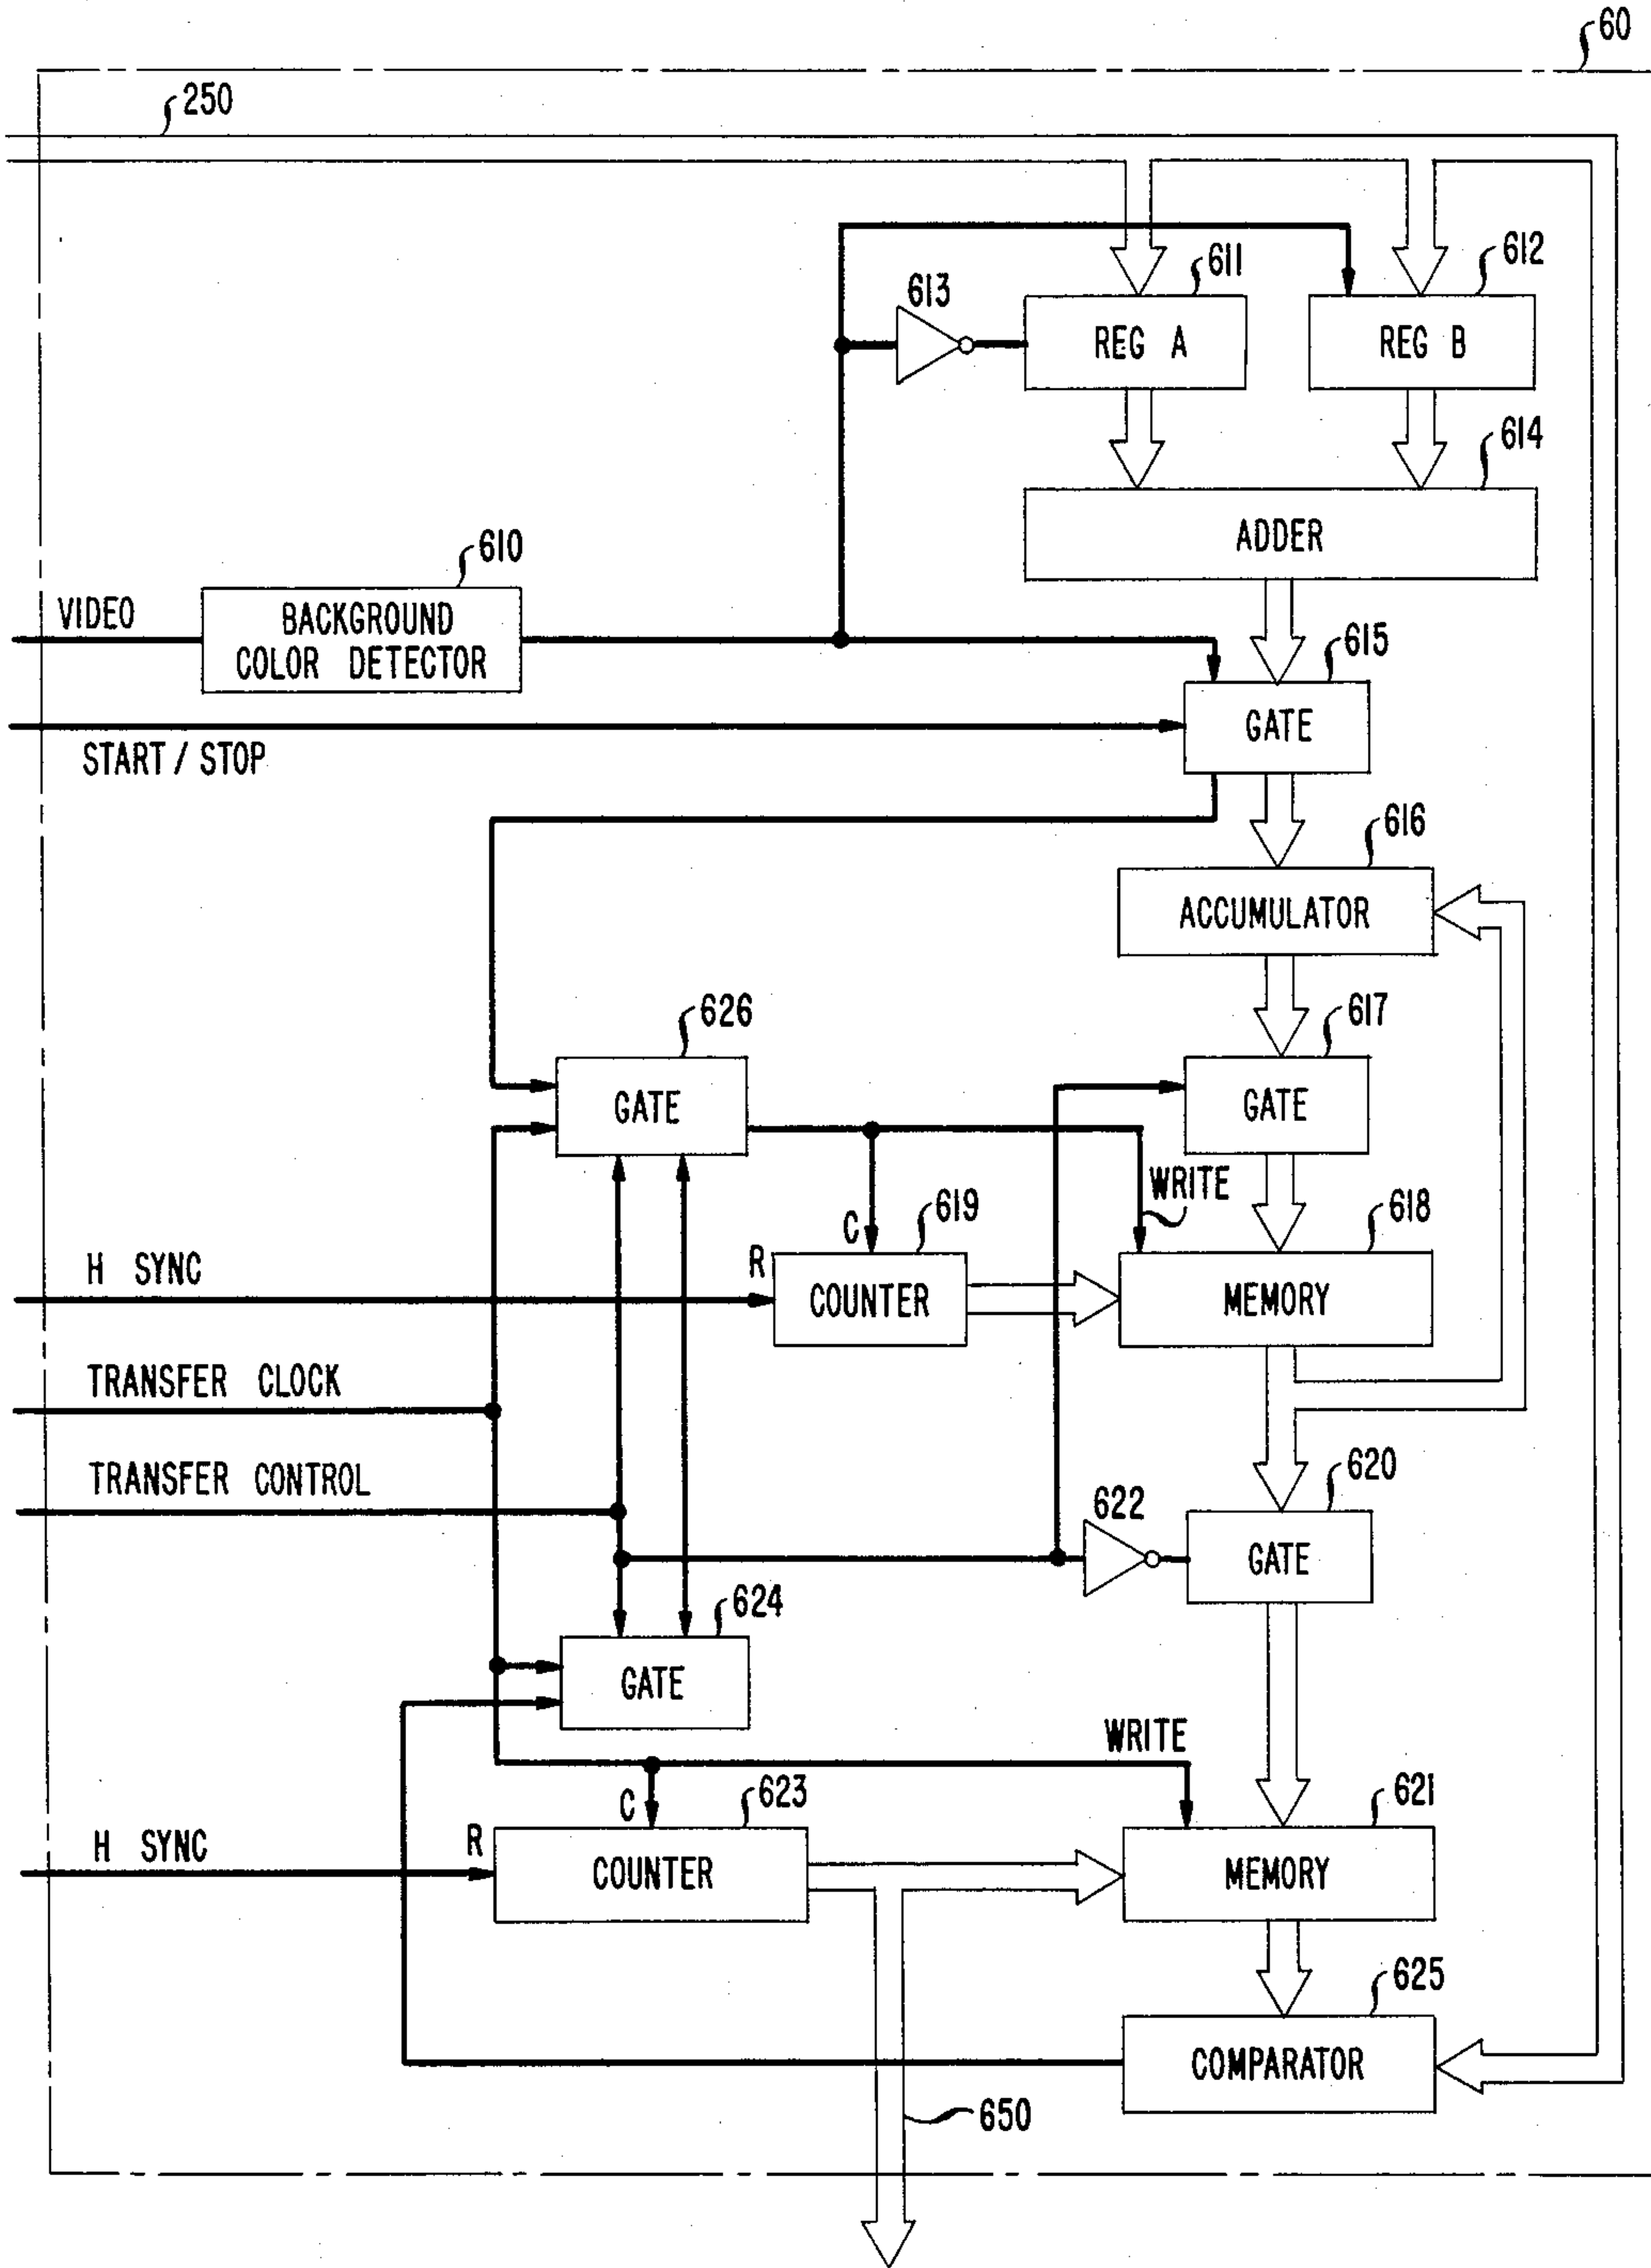 60
250
611
612
613
REG A
REG B
614
ADDER
610
VIDEO
BACKGROUND
COLOR DETECTOR
615
GATE
START / STOP
616
ACCUMULATOR
626
617
GATE
GATE
WRITE
619
618
C
H SYNC
R
COUNTER
MEMORY
TRANSFER CLOCK
TRANSFER CONTROL
620
622
GATE
624
GATE
WRITE
623
621
C
H SYNC
R
COUNTER
MEMORY
625
COMPARATOR
650